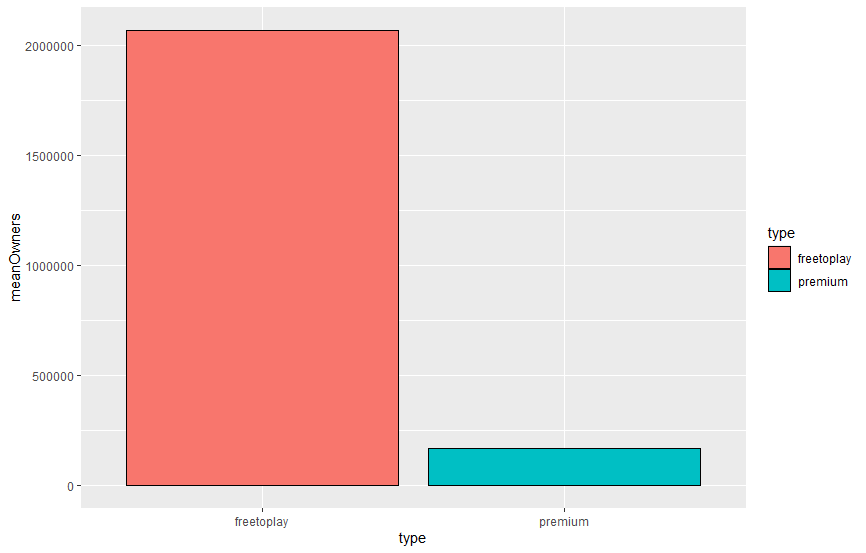 2000000
1500000
1000000
500000
0
meanOwners
freetoplay
premium
type
type
freetoplay
premium